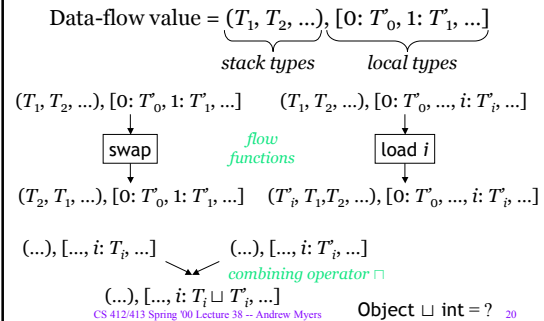 Data-flow value = (T₁, T₂, ...), [0: T'₀, 1: T'₁, ...]
stack types local types
(T₁, T₂, ...), [0: T'₀, 1: T'₁, ...] (T₁, T₂, ...), [0: T'₀, ..., i: T'ᵢ, ...]
swap flow functions load i
(T₂, T₁, ...), [0: T'₀, 1: T'₁, ...] (T'ᵢ, T₁,T₂, ...), [0: T'₀, ..., i: T'ᵢ, ...]
(...), [..., i: Tᵢ, ...] (...), [..., i: T'ᵢ, ...]
combining operator ⊓
(...), [..., i: Tᵢ ⊔ T'ᵢ, ...]
CS 412/413 Spring '00 Lecture 38 -- Andrew Myers Object ⊔ int = ? 20